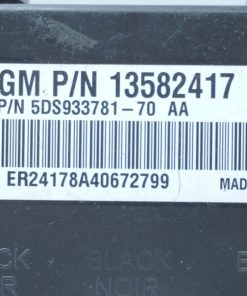 GM P/N 13582417
P/N 5DS933781-70 AA
ER24178A40672799
MAD
BLACK
NOIR